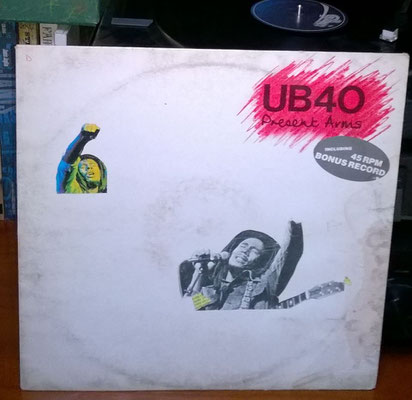 UB40
Present Arms
INCLUDING
45 RPM
BONUS RECORD